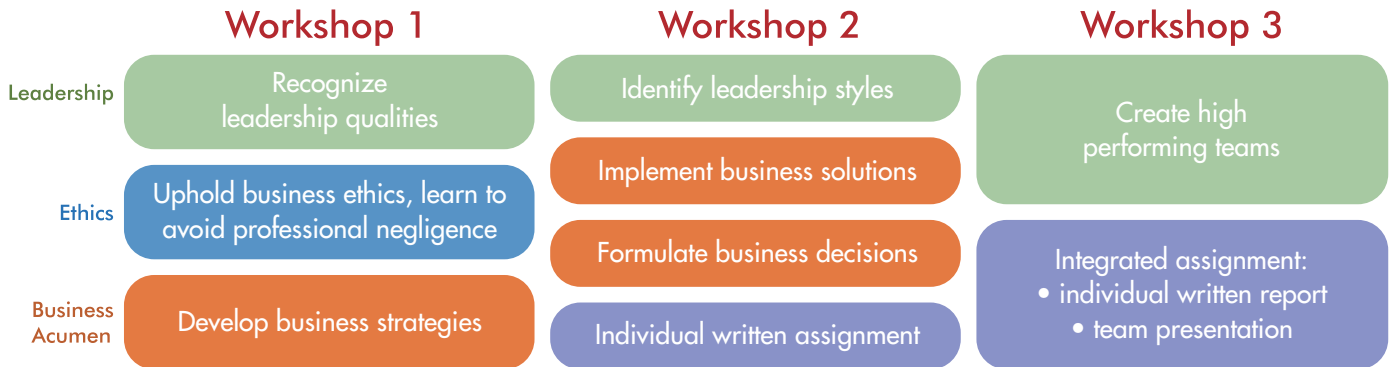 Workshop 1
Workshop 2
Workshop 3
Leadership
Recognize
leadership qualities
Ethics
Uphold business ethics, learn to
avoid professional negligence
Business
Acumen
Develop business strategies
Identify leadership styles
Implement business solutions
Formulate business decisions
Individual written assignment
Create high
performing teams
Integrated assignment:
• individual written report
• team presentation